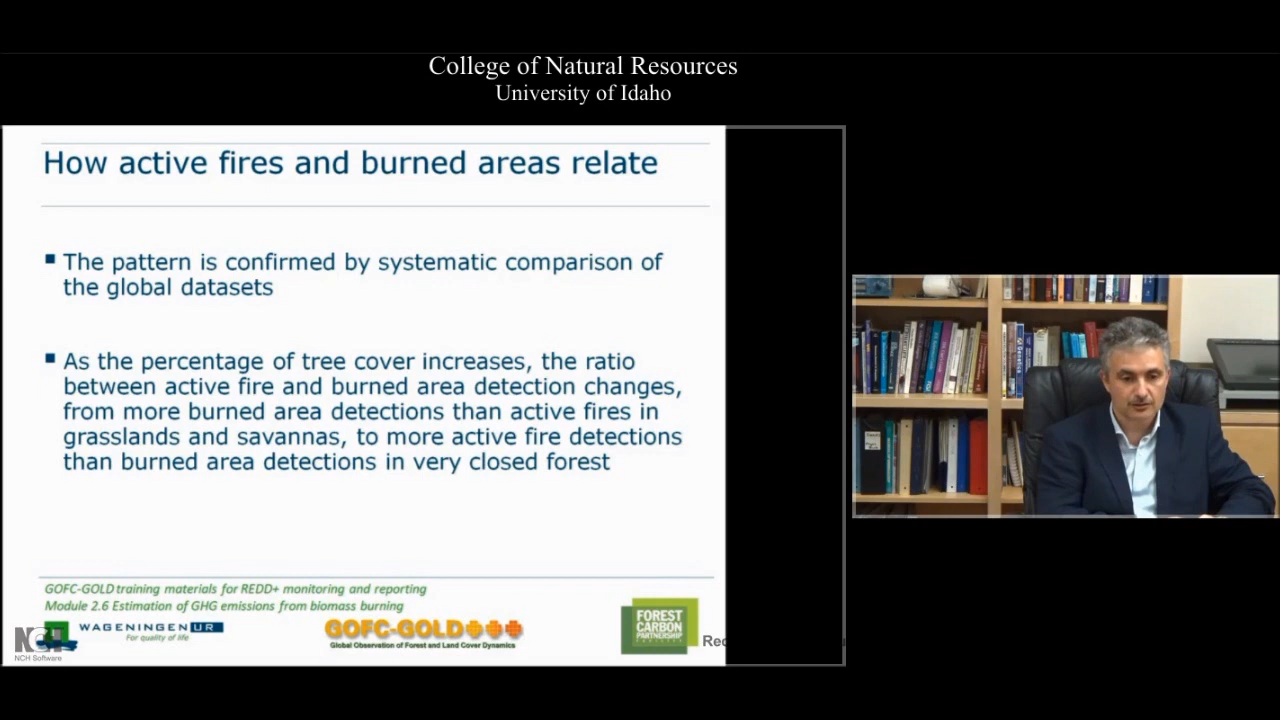 College of Natural Resources
University of Idaho
How active fires and burned areas relate
The pattern is confirmed by systematic comparison of
the global datasets
As the percentage of tree cover increases, the ratio
between active fire and burned area detection changes,
from more burned area detections than active fires in
grasslands and savannas, to more active fire detections
than burned area detections in very closed forest
GOFC-GOLD training materials for REDD+ monitoring and reporting
Module 2.6 Estimation of GHG emissions from biomass burning
WAGENINGEN UR
For quality of life
NCH
NCH Software
GOFC-GOLD
Global Observation of Forest and Land Cover Dynamics
FOREST
CARBON
PARTNERSHIP